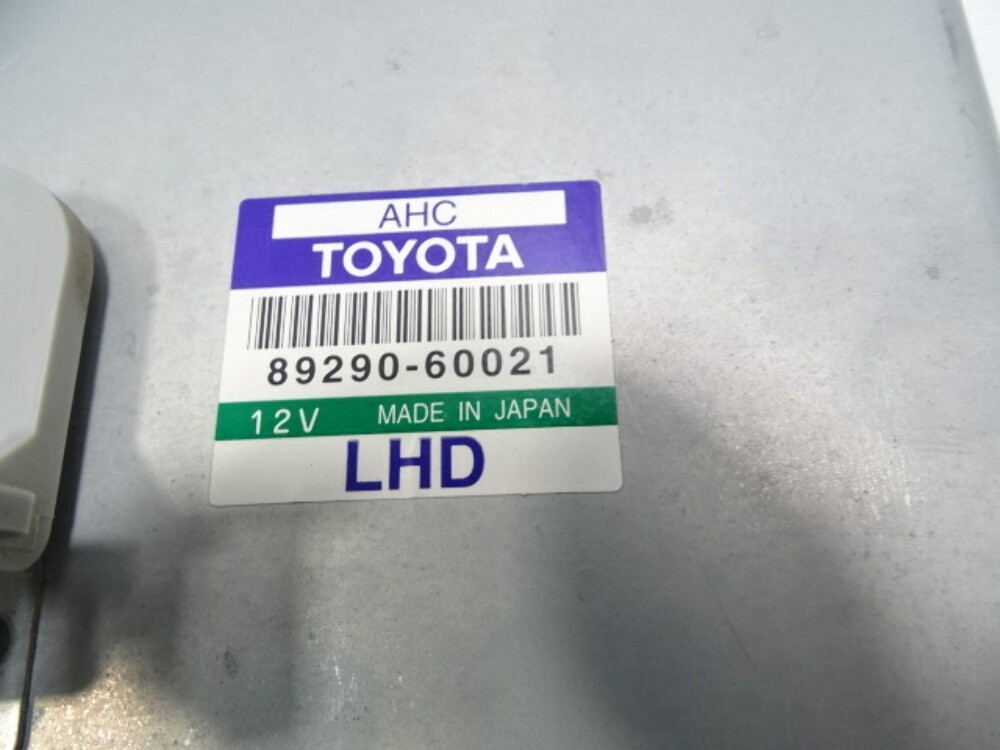 AHC
TOYOTA
89290-60021
12V MADE IN JAPAN
LHD